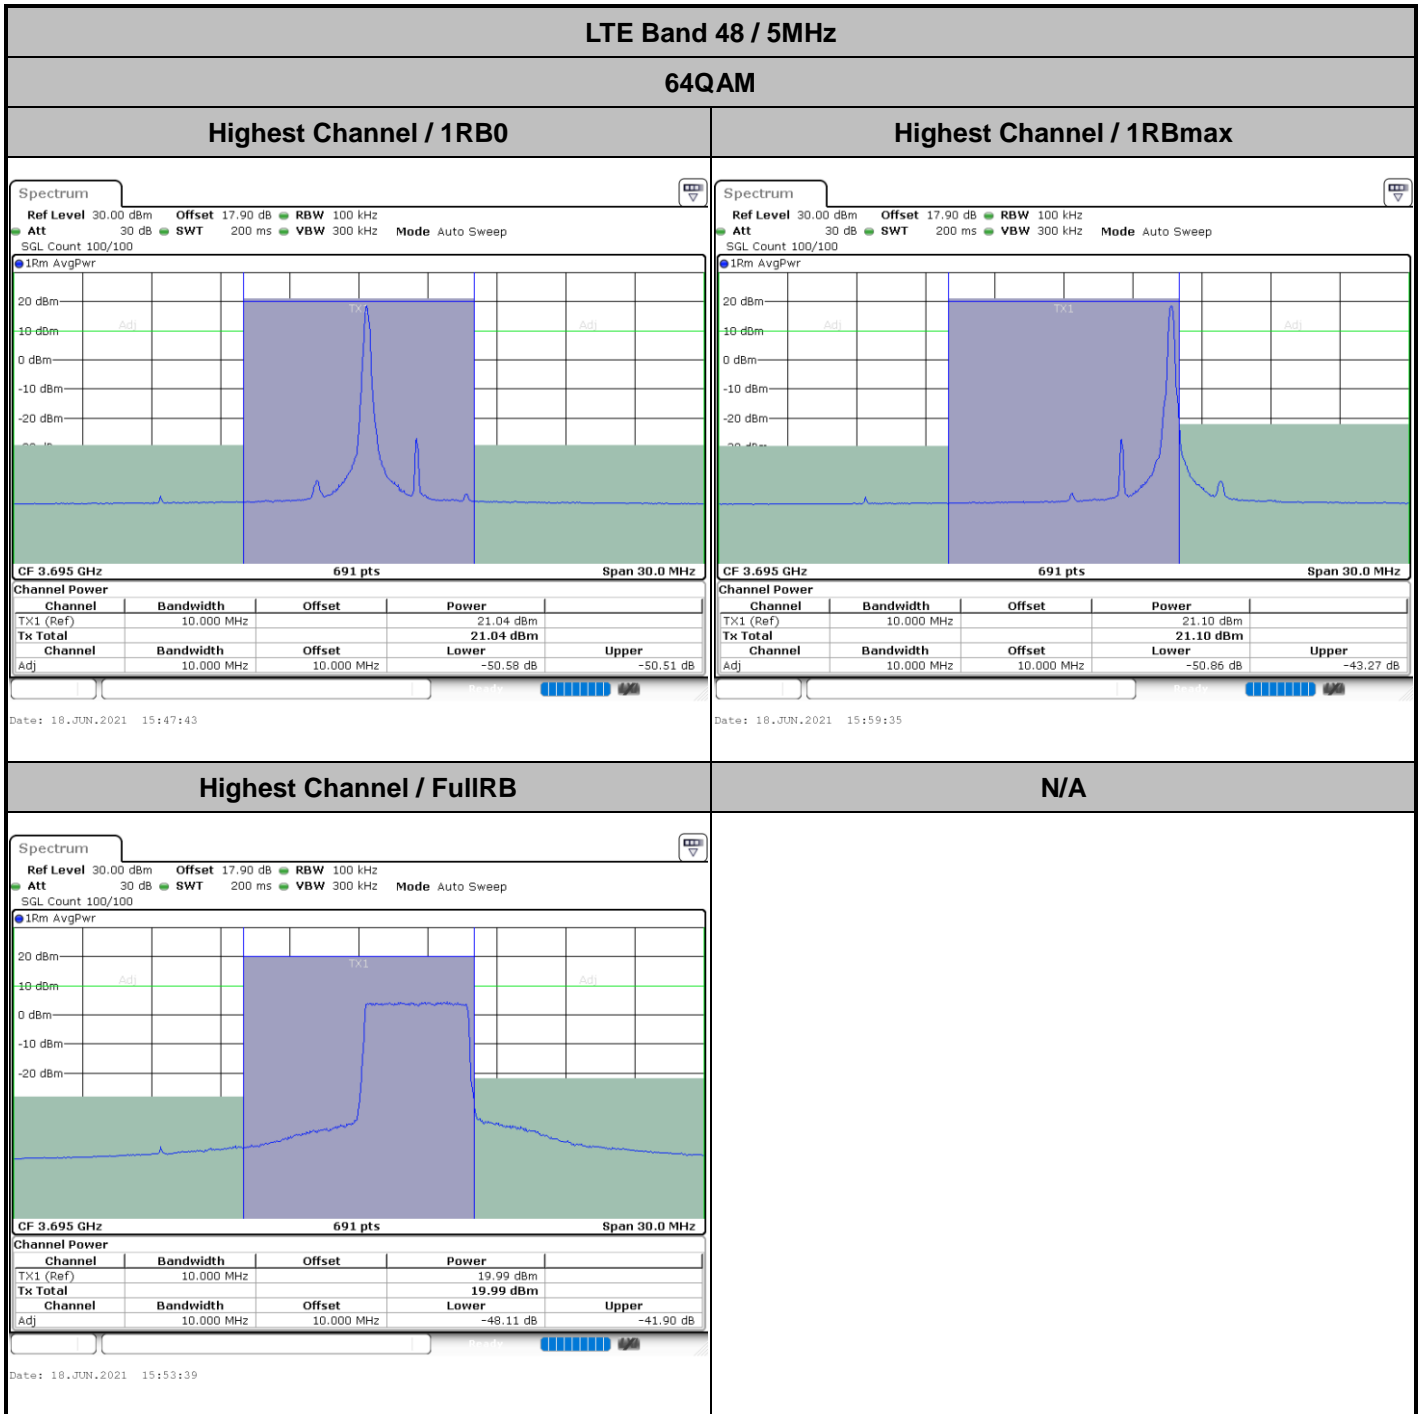 LTE Band 48 / 5MHz
64QAM
Highest Channel / 1RB0
Highest Channel / 1RBmax
Spectrum
Ref Level 30.00 dBm Offset 17.90 dB RBW 100 kHz
Att 30 dB SWT 200 ms VBW 300 kHz Mode Auto Sweep
SGL Count 100/100
1Rm AvgPwr
TX
Adj
Adj
20 dBm
10 dBm
0 dBm
-10 dBm
-20 dBm
CF 3.695 GHz 691 pts Span 30.0 MHz
Channel Power
Channel Bandwidth Offset Power
TX1 (Ref) 10.000 MHz 21.04 dBm
Tx Total 21.04 dBm
Channel Bandwidth Offset Lower Upper
Adj 10.000 MHz 10.000 MHz -50.58 dB -50.51 dB
Ready
Date: 18.JUN.2021 15:47:43
Spectrum
Ref Level 30.00 dBm Offset 17.90 dB RBW 100 kHz
Att 30 dB SWT 200 ms VBW 300 kHz Mode Auto Sweep
SGL Count 100/100
1Rm AvgPwr
TX1
Adj
Adj
20 dBm
10 dBm
0 dBm
-10 dBm
-20 dBm
CF 3.695 GHz 691 pts Span 30.0 MHz
Channel Power
Channel Bandwidth Offset Power
TX1 (Ref) 10.000 MHz 21.10 dBm
Tx Total 21.10 dBm
Channel Bandwidth Offset Lower Upper
Adj 10.000 MHz 10.000 MHz -50.86 dB -43.27 dB
Ready
Date: 18.JUN.2021 15:59:35
Highest Channel / FullRB
N/A
Spectrum
Ref Level 30.00 dBm Offset 17.90 dB RBW 100 kHz
Att 30 dB SWT 200 ms VBW 300 kHz Mode Auto Sweep
SGL Count 100/100
1Rm AvgPwr
TX1
Adj
Adj
20 dBm
10 dBm
0 dBm
-10 dBm
-20 dBm
CF 3.695 GHz 691 pts Span 30.0 MHz
Channel Power
Channel Bandwidth Offset Power
TX1 (Ref) 10.000 MHz 19.99 dBm
Tx Total 19.99 dBm
Channel Bandwidth Offset Lower Upper
Adj 10.000 MHz 10.000 MHz -48.11 dB -41.90 dB
Ready
Date: 18.JUN.2021 15:53:39